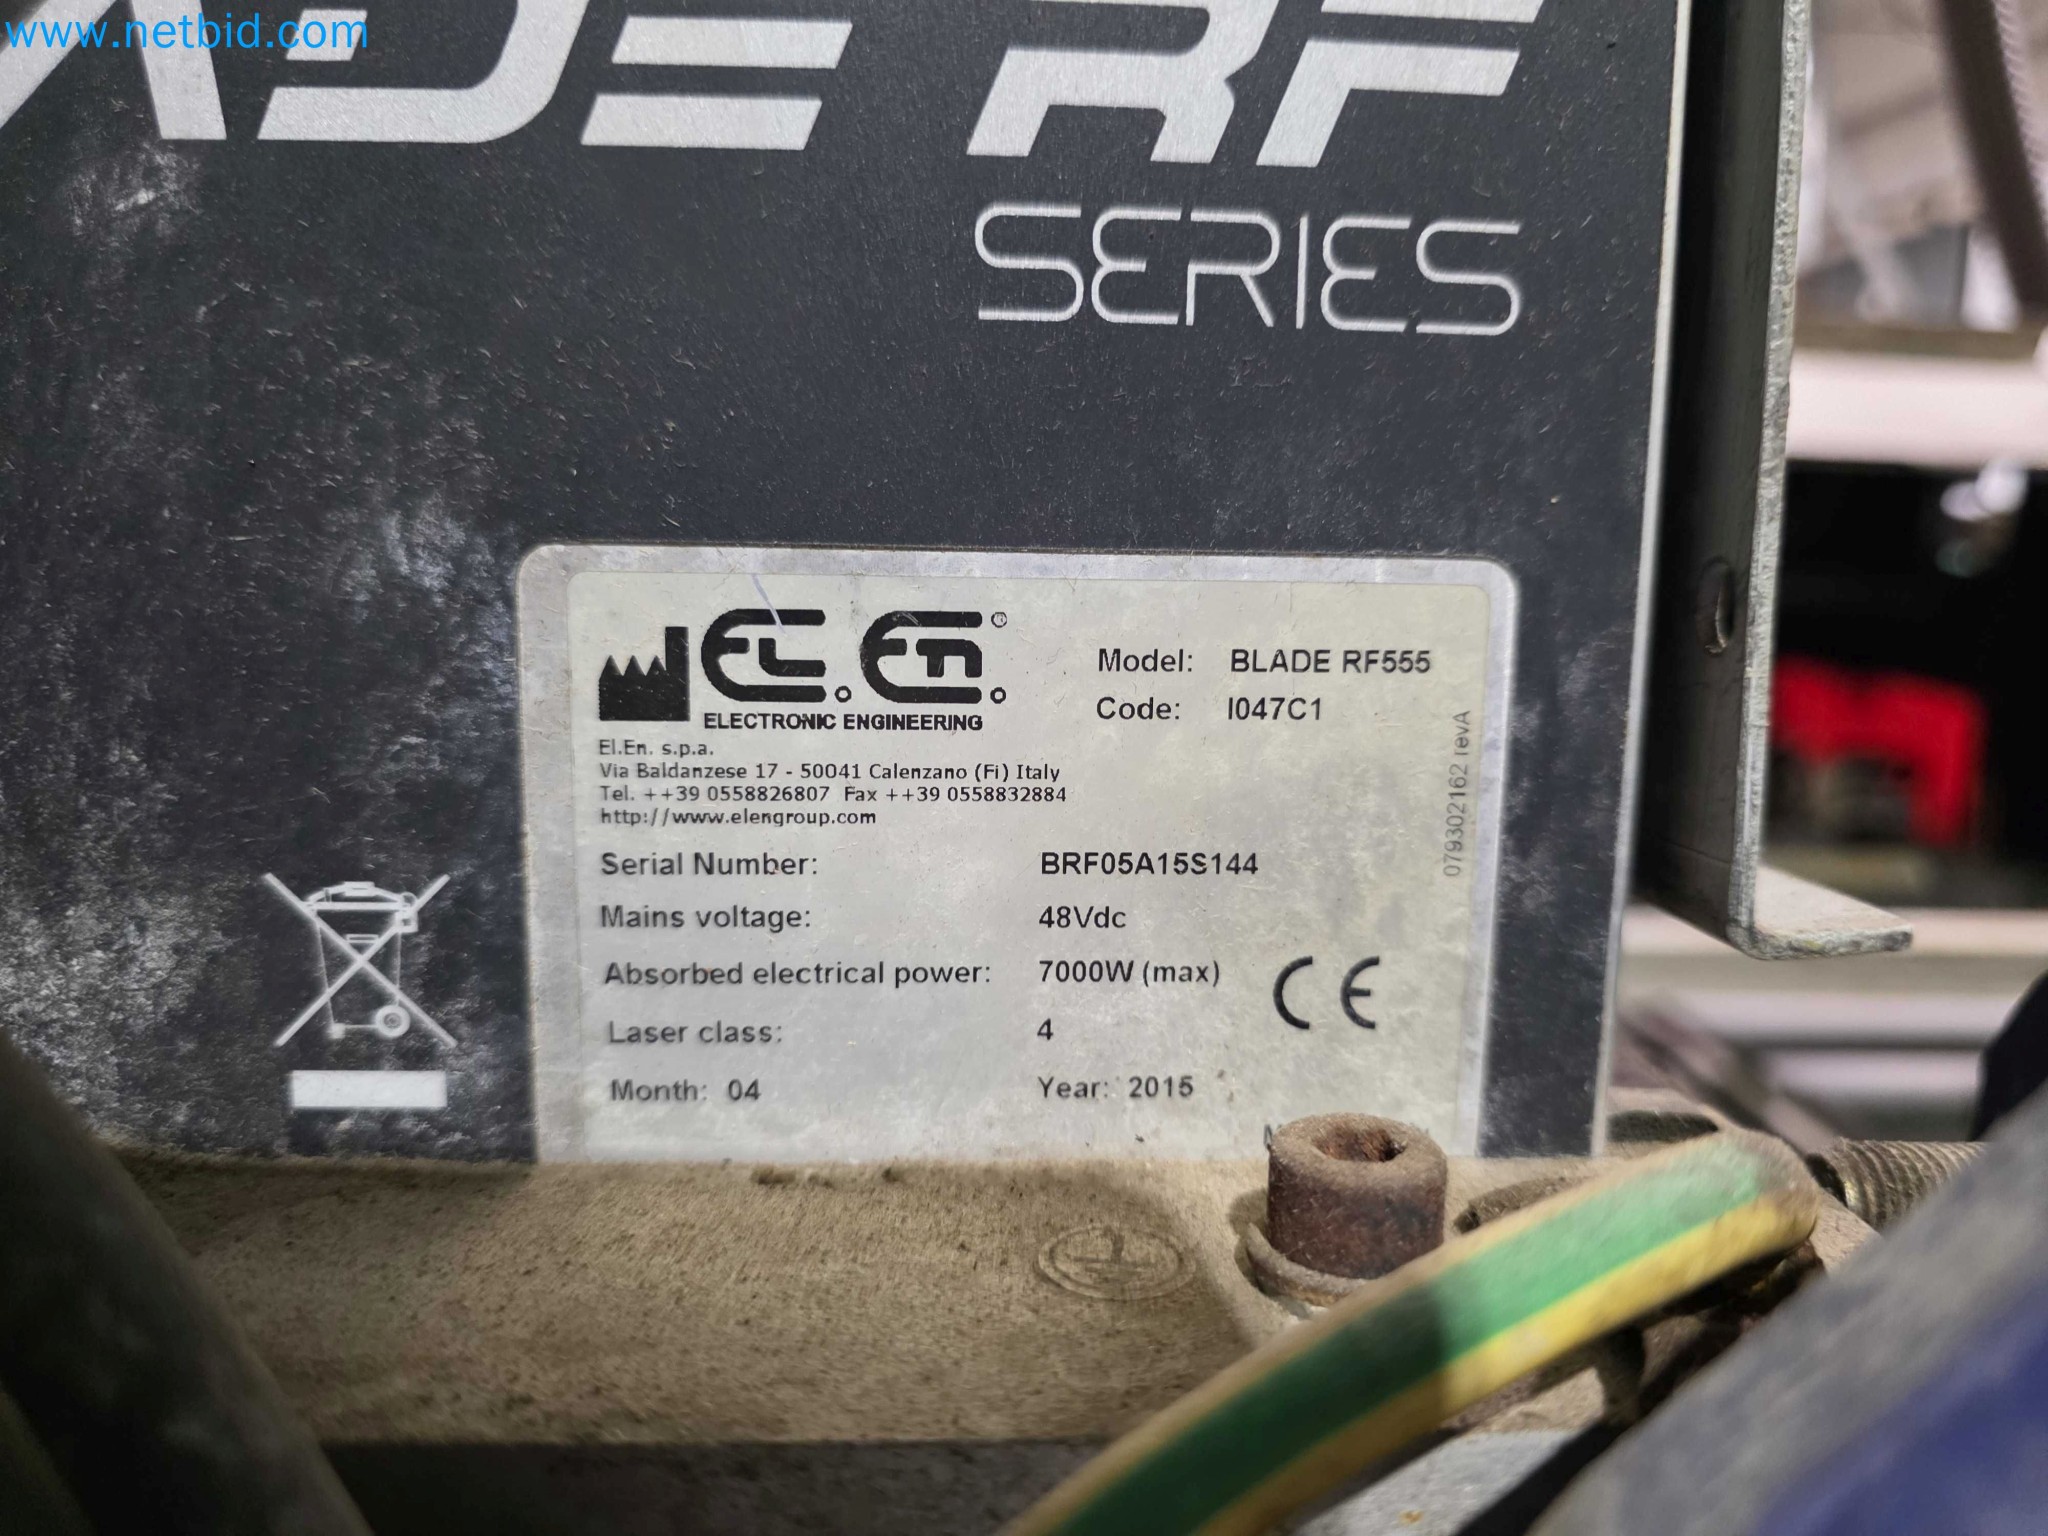 www.netbid.com
ADE RF
SERIES
EL.En.®
ELECTRONIC ENGINEERING
Model: BLADE RF555
Code: I047C1
079302162 revA
El.En. s.p.a.
Via Baldanzese 17 - 50041 Calenzano (Fi) Italy
Tel. ++39 0558826807 Fax ++39 0558832884
http://www.elengroup.com
Serial Number: BRF05A15S144
Mains voltage: 48Vdc
Absorbed electrical power: 7000W (max)
CE
Laser class: 4
Month: 04 Year: 2015